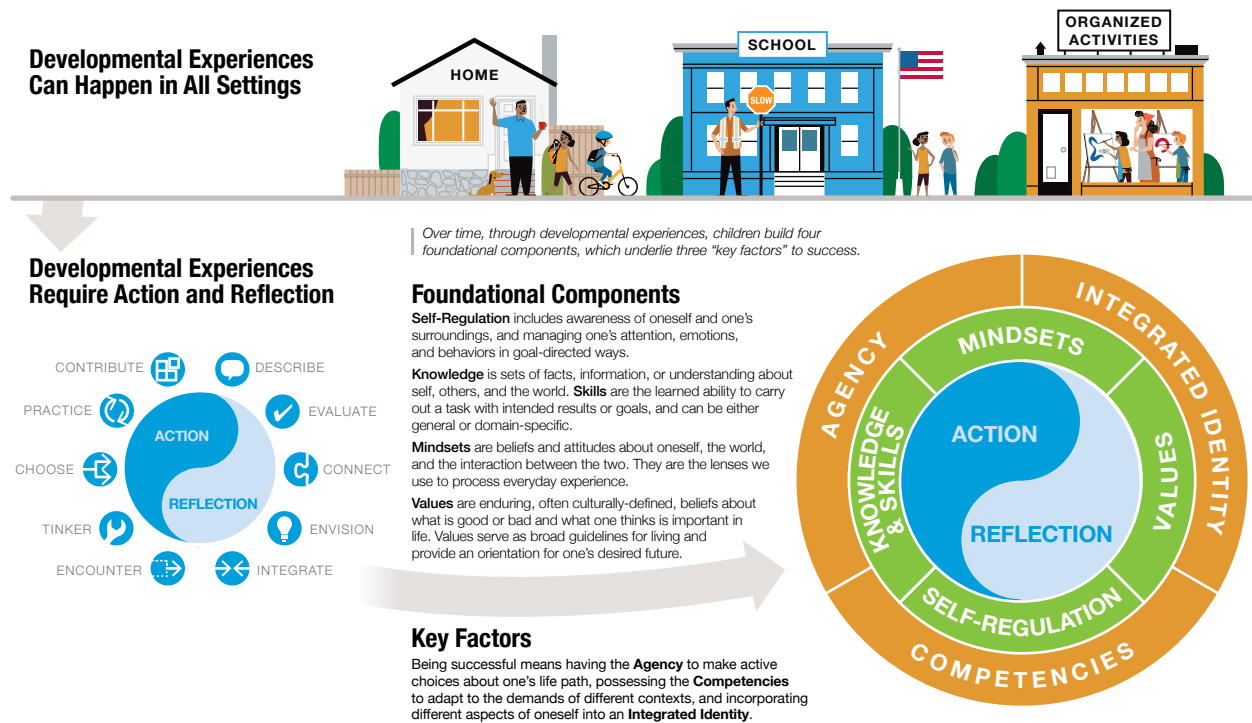 Developmental Experiences
Can Happen in All Settings
HOME
SCHOOL
SLOW
ORGANIZED
ACTIVITIES
Developmental Experiences
Require Action and Reflection
CONTRIBUTE
DESCRIBE
PRACTICE
EVALUATE
CHOOSE
CONNECT
TINKER
ENVISION
ENCOUNTER
INTEGRATE
ACTION
REFLECTION
Over time, through developmental experiences, children build four
foundational components, which underlie three “key factors” to success.
Foundational Components
Self-Regulation includes awareness of oneself and one’s
surroundings, and managing one’s attention, emotions,
and behaviors in goal-directed ways.
Knowledge is sets of facts, information, or understanding about
self, others, and the world. Skills are the learned ability to carry
out a task with intended results or goals, and can be either
general or domain-specific.
Mindsets are beliefs and attitudes about oneself, the world,
and the interaction between the two. They are the lenses we
use to process everyday experience.
Values are enduring, often culturally-defined, beliefs about
what is good or bad and what one thinks is important in
life. Values serve as broad guidelines for living and
provide an orientation for one’s desired future.
Key Factors
Being successful means having the Agency to make active
choices about one’s life path, possessing the Competencies
to adapt to the demands of different contexts, and incorporating
different aspects of oneself into an Integrated Identity.
AGENCY
INTEGRATED IDENTITY
COMPETENCIES
MINDSETS
KNOWLEDGE
& SKILLS
VALUES
SELF-REGULATION
ACTION
REFLECTION